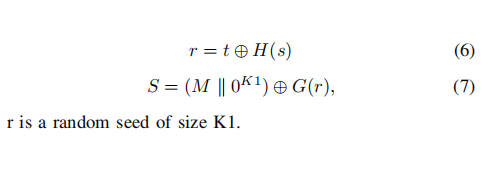 r = t ⊕ H(s) (6)
S = (M ∥ 0^{K1}) ⊕ G(r), (7)
r is a random seed of size K1.